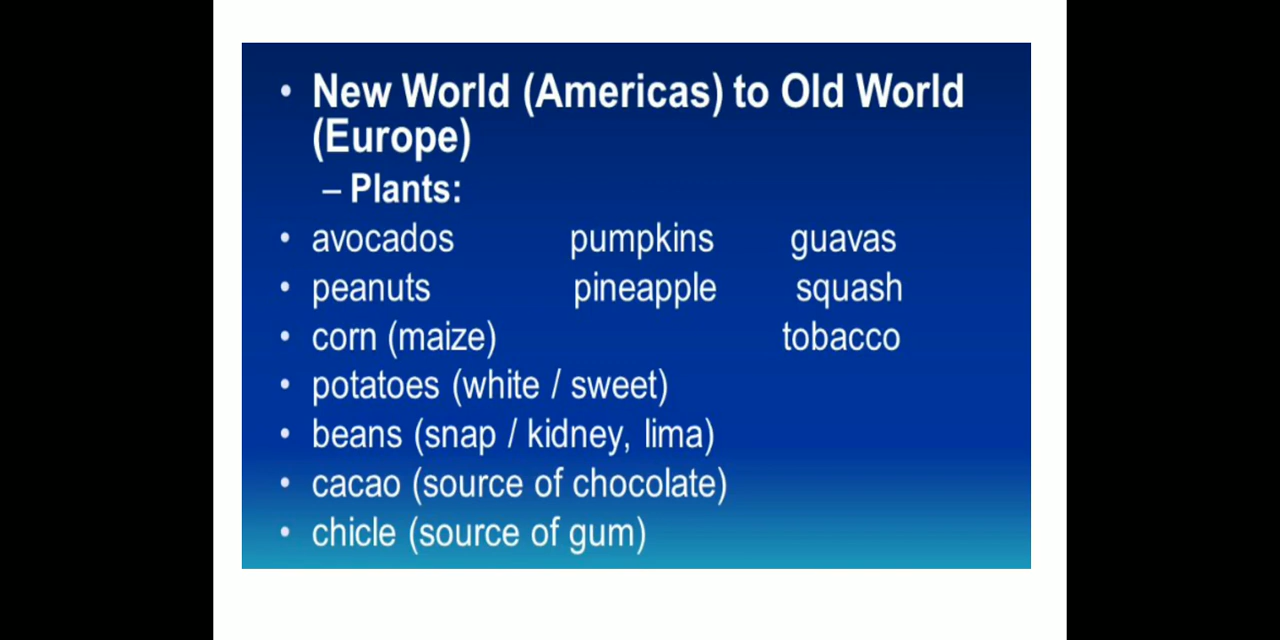 • New World (Americas) to Old World
(Europe)
– Plants:
• avocados pumpkins guavas
• peanuts pineapple squash
• corn (maize) tobacco
• potatoes (white / sweet)
• beans (snap / kidney, lima)
• cacao (source of chocolate)
• chicle (source of gum)